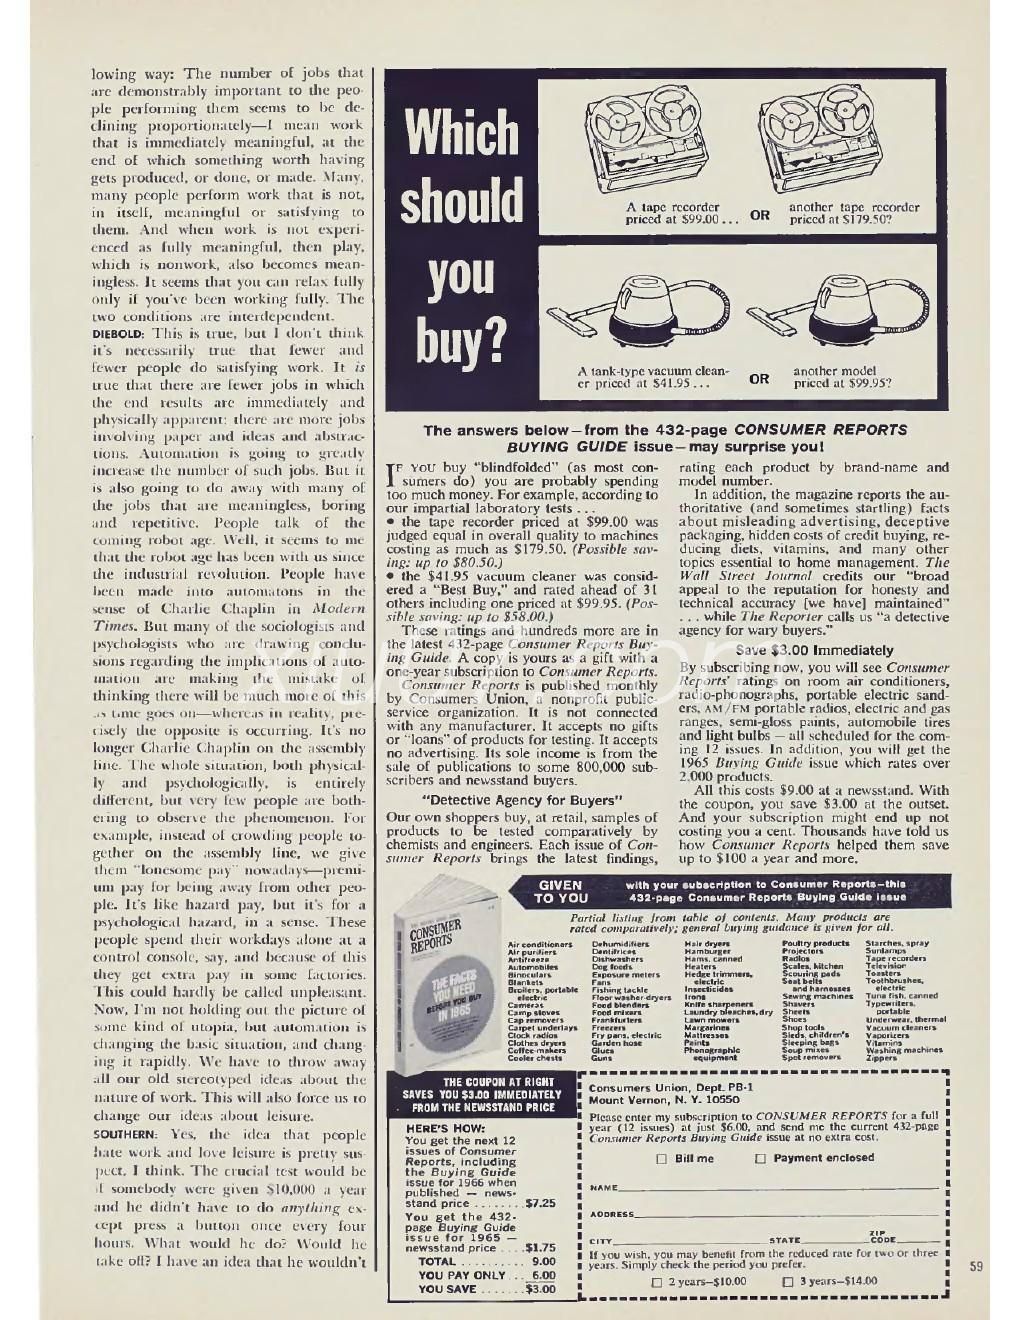 lowing way: The number of jobs that
are demonstrably important to the peo-
ple performing them seems to be de-
clining proportionately—I mean work
that is immediately meaningful, at the
end of which something worth having
gets produced, or done, or made. Many,
many people perform work that is not,
in itself, meaningful or satisfying to
them. And when work is not experi-
enced as fully meaningful, then play,
which is nonwork, also becomes mean-
ingless. It seems that you can relax fully
only if you've been working fully. The
two conditions are interdependent.
DIEBOLD: This is true, but I don't think
it's necessarily true that fewer and
fewer people do satisfying work. It is
true that there are fewer jobs in which
the end results are immediately and
physically apparent; there are more jobs
involving paper and ideas and abstrac-
tions. Automation is going to greatly
increase the number of such jobs. But it
is also going to do away with many of
the jobs that are meaningless, boring
and repetitive. People talk of the
coming robot age. Well, it seems to me
that the robot age has been with us since
the industrial revolution. People have
been made into automatons in the
sense of Charlie Chaplin in Modern
Times. But many of the sociologists and
psychologists who are drawing conclu-
sions regarding the implications of auto-
mation are making the mistake of
thinking there will be much more of this
as time goes on—whereas in reality, pre-
cisely the opposite is occurring. It's no
longer Charlie Chaplin on the assembly
line. The whole situation, both physical-
ly and psychologically, is entirely
different, but very few people are both-
ering to observe the phenomenon. For
example, instead of crowding people to-
gether on the assembly line, we give
them "lonesome pay" nowadays—premi-
um pay for being away from other peo-
ple. It's like hazard pay, but it's for a
psychological hazard, in a sense. These
people spend their workdays alone at a
control console, say, and because of this
they get extra pay in some factories.
This could hardly be called unpleasant.
Now, I'm not holding out the picture of
some kind of utopia, but automation is
changing the basic situation, and chang-
ing it rapidly. We have to throw away
all our old stereotyped ideas about the
nature of work. This will also force us to
change our ideas about leisure.
SOUTHERN: Yes, the idea that people
hate work and love leisure is pretty sus-
pect, I think. The crucial test would be
if somebody were given $10,000 a year
and he didn't have to do anything ex-
cept press a button once every four
hours. What would he do? Would he
take off? I have an idea that he wouldn't
Which
should
you
buy?
A tape recorder
priced at $99.00 . . .
OR
another tape recorder
priced at $179.50?
A tank-type vacuum clean-
er priced at $41.95 . . .
OR
another model
priced at $99.95?
The answers below—from the 432-page CONSUMER REPORTS
BUYING GUIDE issue—may surprise you!
IF YOU buy "blindfolded" (as most con-
sumers do) you are probably spending
too much money. For example, according to
our impartial laboratory tests . . .
• the tape recorder priced at $99.00 was
judged equal in overall quality to machines
costing as much as $179.50. (Possible sav-
ing: up to $80.50.)
• the $41.95 vacuum cleaner was consid-
ered a "Best Buy," and rated ahead of 31
others including one priced at $99.95. (Pos-
sible saving: up to $58.00.)
These ratings and hundreds more are in
the latest 432-page Consumer Reports Buy-
ing Guide. A copy is yours as a gift with a
one-year subscription to Consumer Reports.
Consumer Reports is published monthly
by Consumers Union, a nonprofit public-
service organization. It is not connected
with any manufacturer. It accepts no gifts
or "loans" of products for testing. It accepts
no advertising. Its sole income is from the
sale of publications to some 800,000 sub-
scribers and newsstand buyers.
"Detective Agency for Buyers"
Our own shoppers buy, at retail, samples of
products to be tested comparatively by
chemists and engineers. Each issue of Con-
sumer Reports brings the latest findings,
rating each product by brand-name and
model number.
In addition, the magazine reports the au-
thoritative (and sometimes startling) facts
about misleading advertising, deceptive
packaging, hidden costs of credit buying, re-
ducing diets, vitamins, and many other
topics essential to home management. The
Wall Street Journal credits our "broad
appeal to the reputation for honesty and
technical accuracy [we have] maintained"
. . . while The Reporter calls us "a detective
agency for wary buyers."
Save $3.00 Immediately
By subscribing now, you will see Consumer
Reports' ratings on room air conditioners,
radio-phonographs, portable electric sand-
ers, AM/FM portable radios, electric and gas
ranges, semi-gloss paints, automobile tires
and light bulbs — all scheduled for the com-
ing 12 issues. In addition, you will get the
1965 Buying Guide issue which rates over
2,000 products.
All this costs $9.00 at a newsstand. With
the coupon, you save $3.00 at the outset.
And your subscription might end up not
costing you a cent. Thousands have told us
how Consumer Reports helped them save
up to $100 a year and more.
CONSUMER
REPORTS
THE FACTS
YOU NEED
BEFORE YOU BUY
IN 1965
GIVEN
TO YOU
with your subscription to Consumer Reports—this
432-page Consumer Reports Buying Guide issue
Partial listing from table of contents. Many products are
rated comparatively; general buying guidance is given for all.
Air conditioners
Air purifiers
Antifreeze
Automobiles
Binoculars
Blankets
Broilers, portable
electric
Cameras
Camp stoves
Cap removers
Carpet underlays
Clock radios
Clothes dryers
Coffee-makers
Cooler chests
Dehumidifiers
Dentifrices
Dishwashers
Dog foods
Exposure meters
Fans
Fishing tackle
Floor washer-dryers
Food blenders
Food mixers
Frankfurters
Freezers
Fry pans, electric
Garden hose
Glues
Guns
Hair dryers
Hamburger
Hams, canned
Heaters
Hedge trimmers,
electric
Insecticides
Irons
Knife sharpeners
Laundry bleaches, dry
Lawn mowers
Margarines
Mattresses
Paints
Phonographic
equipment
Poultry products
Projectors
Radios
Scales, kitchen
Scouring pads
Seat belts
and harnesses
Sewing machines
Shavers
Sheets
Shoes
Shop tools
Sleds, children's
Sleeping bags
Soup mixes
Spot removers
Starches, spray
Sunlamps
Tape recorders
Television
Toasters
Toothbrushes,
electric
Tuna fish, canned
Typewriters,
portable
Underwear, thermal
Vacuum cleaners
Vaporizers
Vitamins
Washing machines
Zippers
THE COUPON AT RIGHT
SAVES YOU $3.00 IMMEDIATELY
FROM THE NEWSSTAND PRICE
HERE'S HOW:
You get the next 12
issues of Consumer
Reports, including
the Buying Guide
issue for 1966 when
published — news-
stand price . . . . . . . . $7.25
You get the 432-
page Buying Guide
issue for 1965 —
newsstand price . . . . $1.75
TOTAL . . . . . . . . . . 9.00
YOU PAY ONLY . . . 6.00
YOU SAVE . . . . . . . $3.00
Consumers Union, Dept. PB-1
Mount Vernon, N. Y. 10550
Please enter my subscription to CONSUMER REPORTS for a full
year (12 issues) at just $6.00, and send me the current 432-page
Consumer Reports Buying Guide issue at no extra cost.
☐ Bill me ☐ Payment enclosed
NAME
ADDRESS
CITY STATE ZIP CODE
If you wish, you may benefit from the reduced rate for two or three
years. Simply check the period you prefer.
☐ 2 years—$10.00 ☐ 3 years—$14.00
59